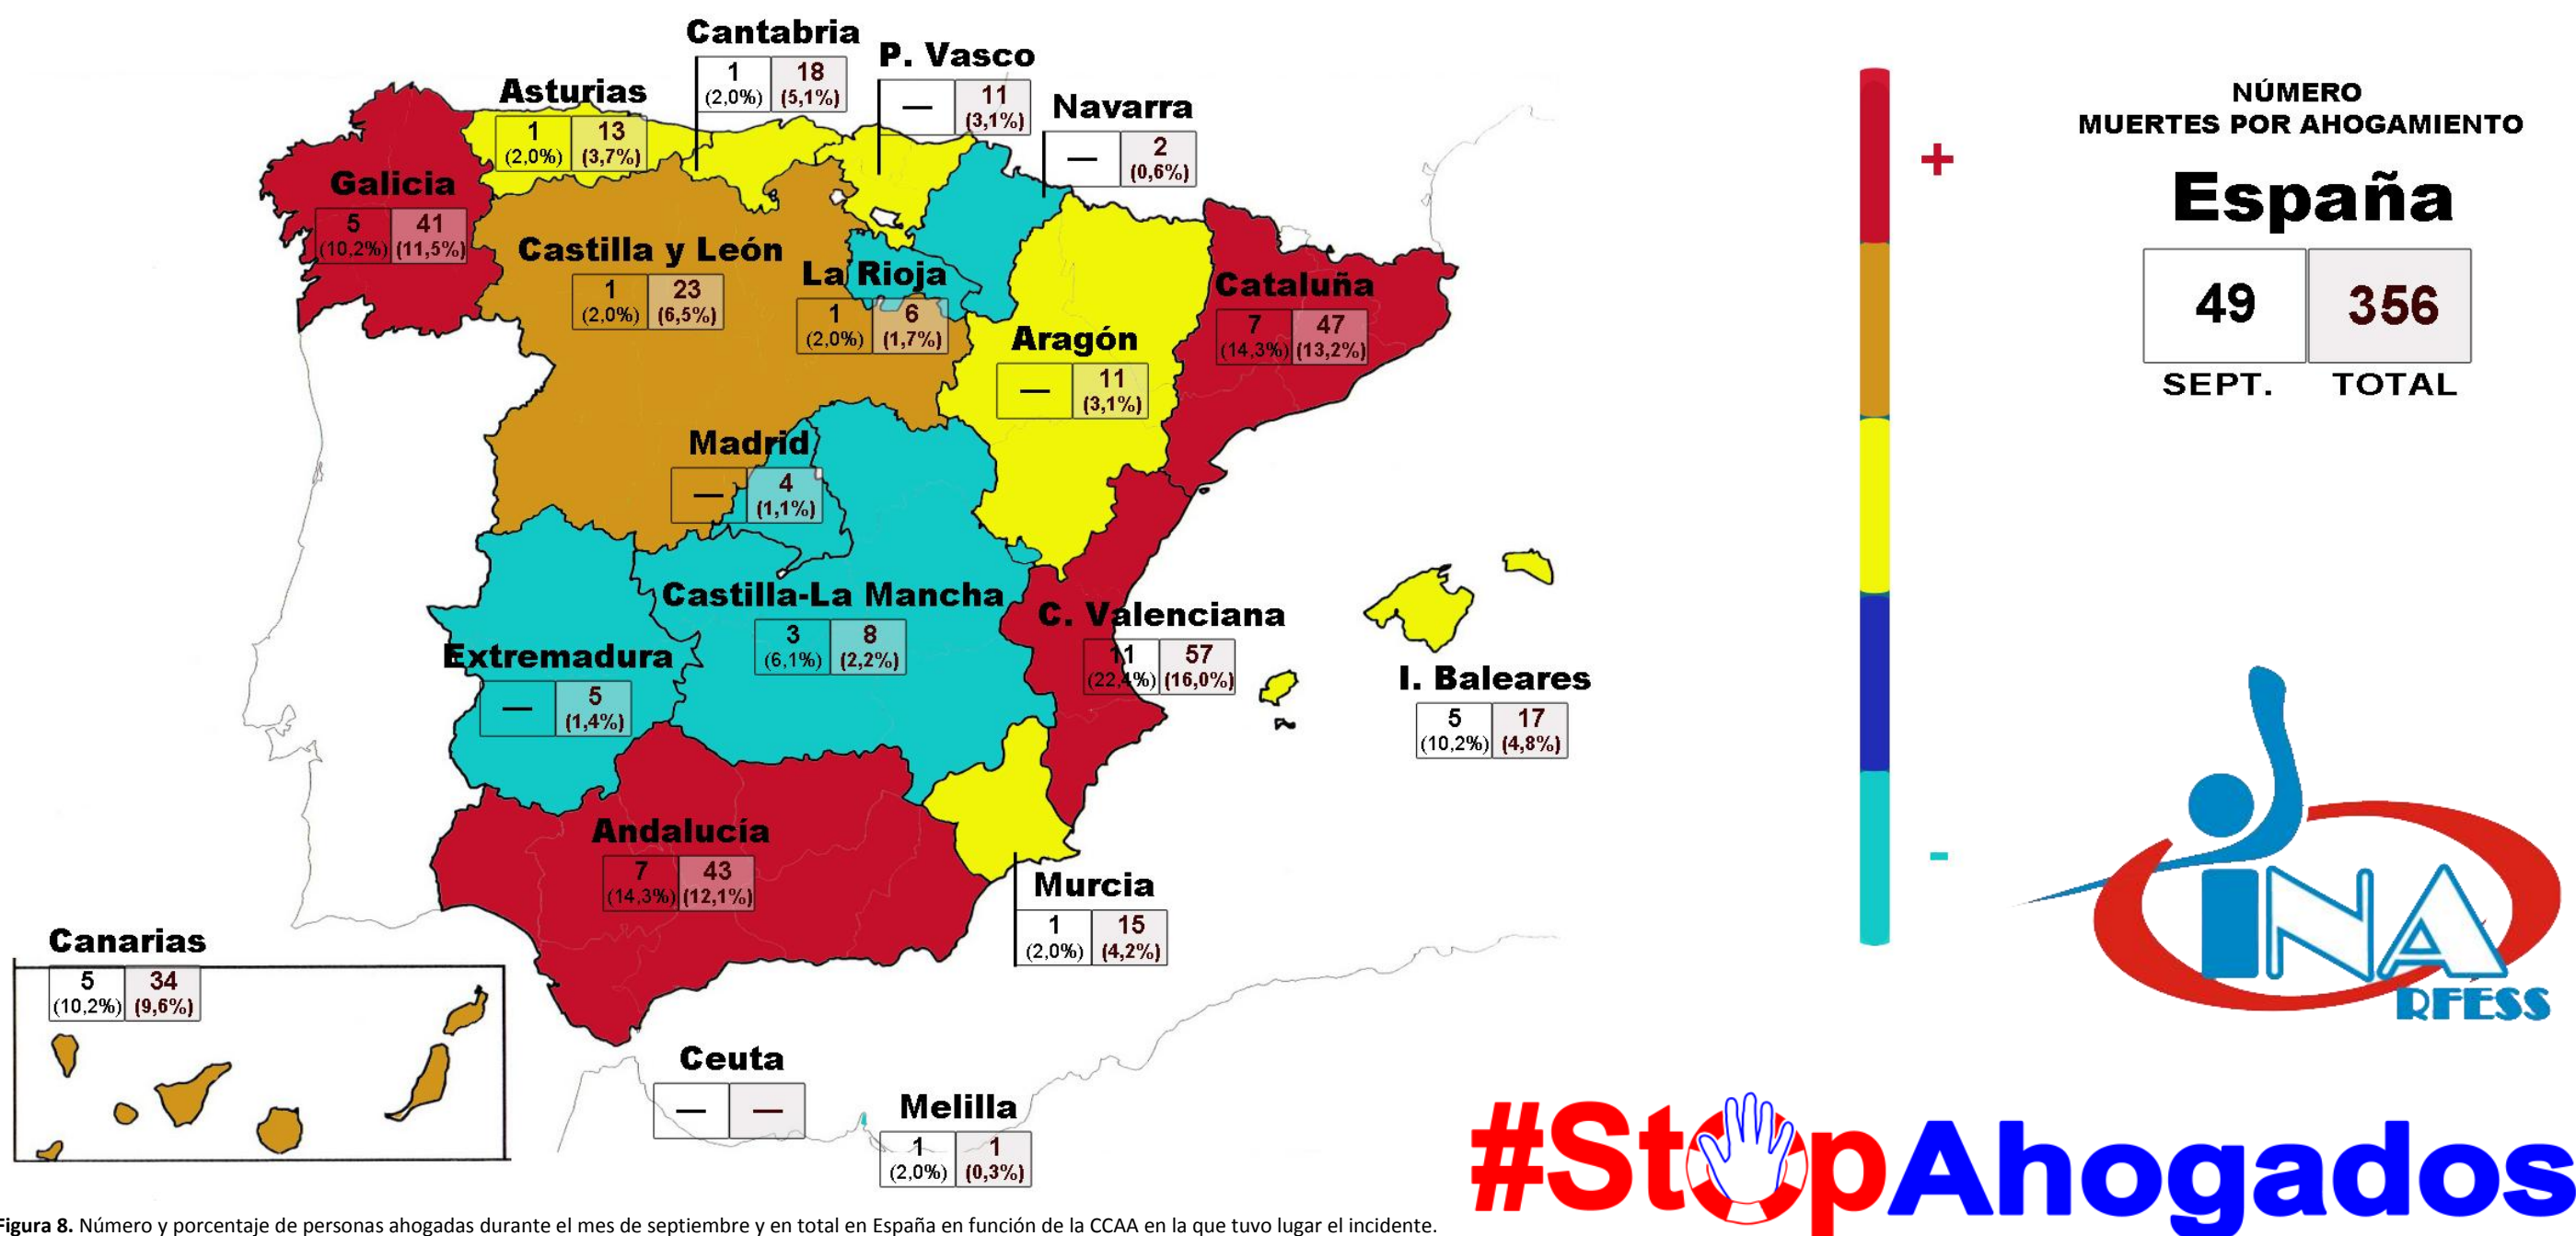 Cantabria
1 18
(2,0%) (5,1%)
P. Vasco
— 11
(3,1%)
Navarra
— 2
(0,6%)
Asturias
1 13
(2,0%) (3,7%)
Galicia
5 41
(10,2%) (11,5%)
Castilla y León
1 23
(2,0%) (6,5%)
La Rioja
1 6
(2,0%) (1,7%)
Aragón
— 11
(3,1%)
Cataluña
7 47
(14,3%) (13,2%)
Madrid
— 4
(1,1%)
Castilla-La Mancha
3 8
(6,1%) (2,2%)
Extremadura
— 5
(1,4%)
C. Valenciana
11 57
(22,4%) (16,0%)
I. Baleares
5 17
(10,2%) (4,8%)
Andalucía
7 43
(14,3%) (12,1%)
Murcia
1 15
(2,0%) (4,2%)
Canarias
5 34
(10,2%) (9,6%)
Ceuta
— —
Melilla
1 1
(2,0%) (0,3%)
+
-
NÚMERO
MUERTES POR AHOGAMIENTO
España
49 356
SEPT. TOTAL
INA
RFESS
#StopAhogados
Figura 8. Número y porcentaje de personas ahogadas durante el mes de septiembre y en total en España en función de la CCAA en la que tuvo lugar el incidente.